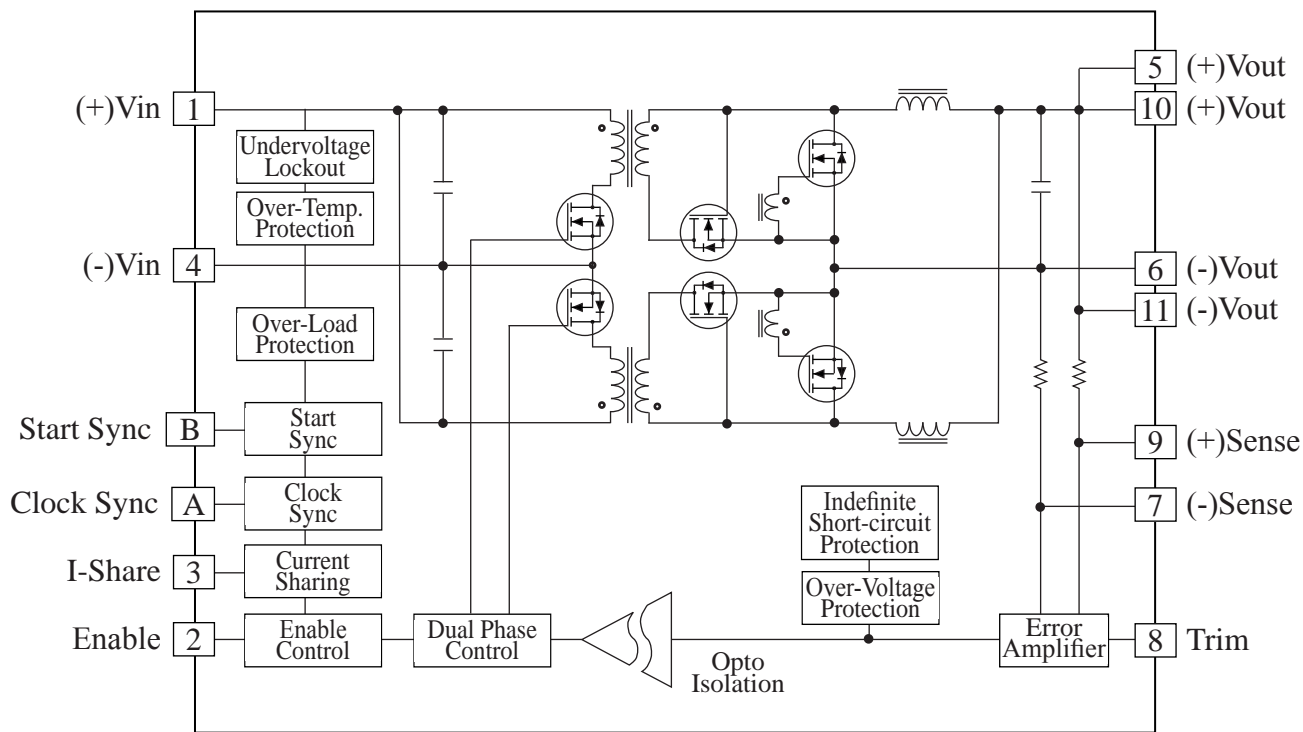 (+)Vin 1
Undervoltage
Lockout
Over-Temp.
Protection
(-)Vin 4
Over-Load
Protection
Start Sync B
Start
Sync
Clock Sync A
Clock
Sync
I-Share 3
Current
Sharing
Enable 2
Enable
Control
Dual Phase
Control
Opto
Isolation
Indefinite
Short-circuit
Protection
Over-Voltage
Protection
Error
Amplifier
5 (+)Vout
10 (+)Vout
6 (-)Vout
11 (-)Vout
9 (+)Sense
7 (-)Sense
8 Trim